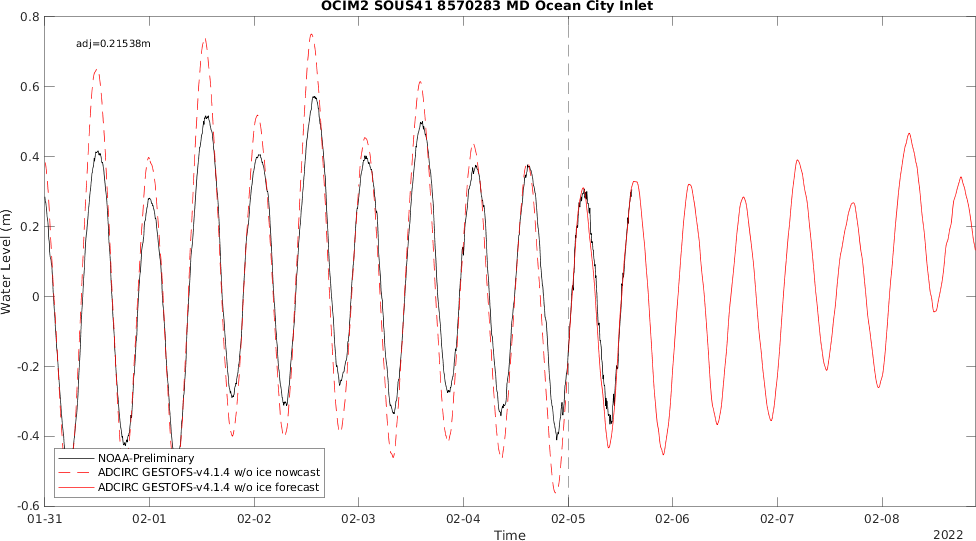 OCIM2 SOUS41 8570283 MD Ocean City Inlet
adj=0.21538m
0.8
0.6
0.4
0.2
0
-0.2
-0.4
-0.6
Water Level (m)
NOAA-Preliminary
ADCIRC GESTOFS-v4.1.4 w/o ice nowcast
ADCIRC GESTOFS-v4.1.4 w/o ice forecast
01-31 02-01 02-02 02-03 02-04 02-05 02-06 02-07 02-08
Time
2022